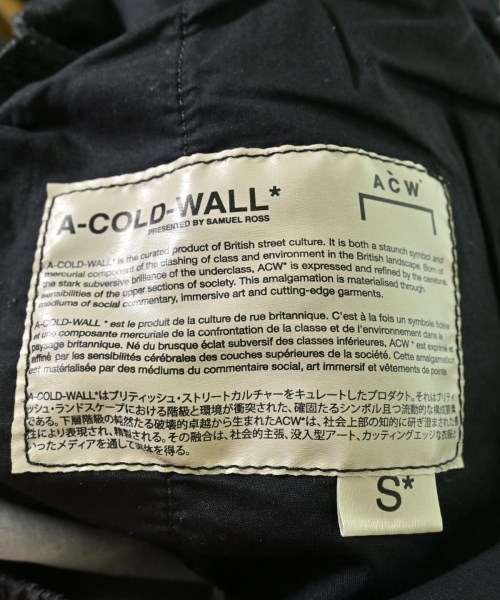 A-COLD-WALL*
PRESENTED BY SAMUEL ROSS
ACW*
A-COLD-WALL* is the curated product of British street culture. It is both a staunch symbol and
mercurial component of the clashing of class and environment in the British landscape. Born of
the stark subversive brilliance of the underclass, ACW* is expressed and refined by the cerebral
sensibilities of the upper sections of society. This amalgamation is materialised through
mediums of social commentary, immersive art and cutting-edge garments.
A-COLD-WALL* est le produit de la culture de rue britannique. C'est à la fois un symbole fidèle
et une composante mercuriale de la confrontation de la classe et de l'environnement dans le
paysage britannique. Né du brusque éclat subversif des classes inférieures, ACW* est exprimé et
raffiné par les sensibilités cérébrales des couches supérieures de la société. Cette amalgamation
est matérialisée par des médiums du commentaire social, art immersif et vêtements de pointe.
A-COLD-WALL*はブリティッシュ・ストリートカルチャーをキュレートしたプロダクト。それはブリテ
ィッシュ・ランドスケープにおける階級と環境が衝突された、確固たるシンボル且つ流動的な構成要素
である。下層階級の純然たる破壊的卓越から生まれたACW*は、社会上部の知的に研ぎ澄まされた感
性により表現され、精製される。その融合は、社会的主張、没入型アート、カッティングエッジな衣服と
いったメディアを通して実体を得る。
S*